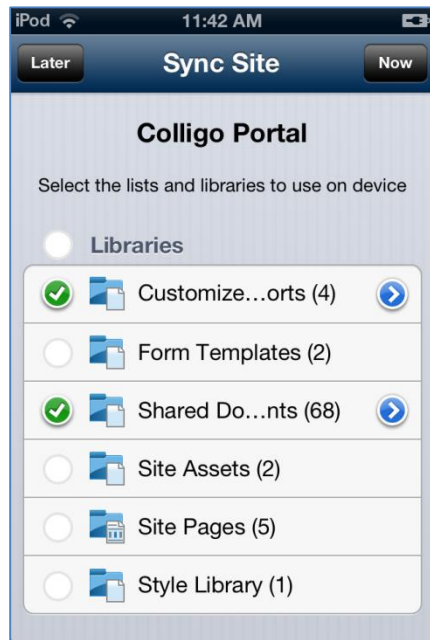 iPod 11:42 AM
Later Sync Site Now
Colligo Portal
Select the lists and libraries to use on device
Libraries
Customize...orts (4)
Form Templates (2)
Shared Do...nts (68)
Site Assets (2)
Site Pages (5)
Style Library (1)